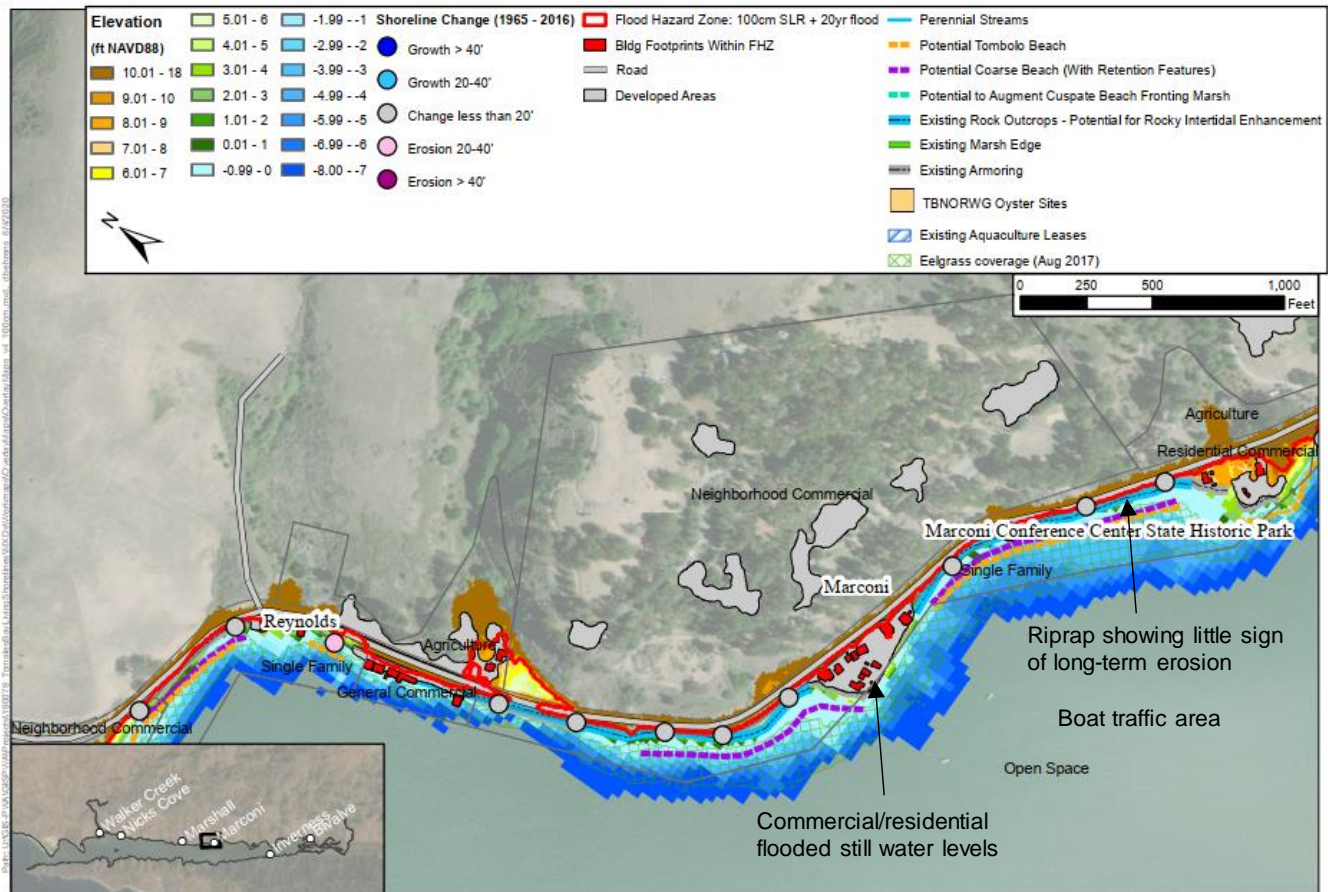 Elevation
(ft NAVD88)
10.01 - 18
9.01 - 10
8.01 - 9
7.01 - 8
6.01 - 7
5.01 - 6
4.01 - 5
3.01 - 4
2.01 - 3
1.01 - 2
0.01 - 1
-0.99 - 0
-1.99 - -1
-2.99 - -2
-3.99 - -3
-4.99 - -4
-5.99 - -5
-6.99 - -6
-8.00 - -7
Shoreline Change (1965 - 2016)
Growth > 40'
Growth 20-40'
Change less than 20'
Erosion 20-40'
Erosion > 40'
Flood Hazard Zone: 100cm SLR + 20yr flood
Bldg Footprints Within FHZ
Road
Developed Areas
Perennial Streams
Potential Tombolo Beach
Potential Coarse Beach (With Retention Features)
Potential to Augment Cuspate Beach Fronting Marsh
Existing Rock Outcrops - Potential for Rocky Intertidal Enhancement
Existing Marsh Edge
Existing Armoring
TBNORWG Oyster Sites
Existing Aquaculture Leases
Eelgrass coverage (Aug 2017)
N
0 250 500 1,000
Feet
Agriculture
Residential Commercial
Neighborhood Commercial
Marconi Conference Center State Historic Park
Marconi
Single Family
Reynolds
Agriculture
Single Family
General Commercial
Neighborhood Commercial
Riprap showing little sign
of long-term erosion
Boat traffic area
Open Space
Commercial/residential
flooded still water levels
Walker Creek
Nicks Cove
Marshall
Marconi
Inverness
Bivalve